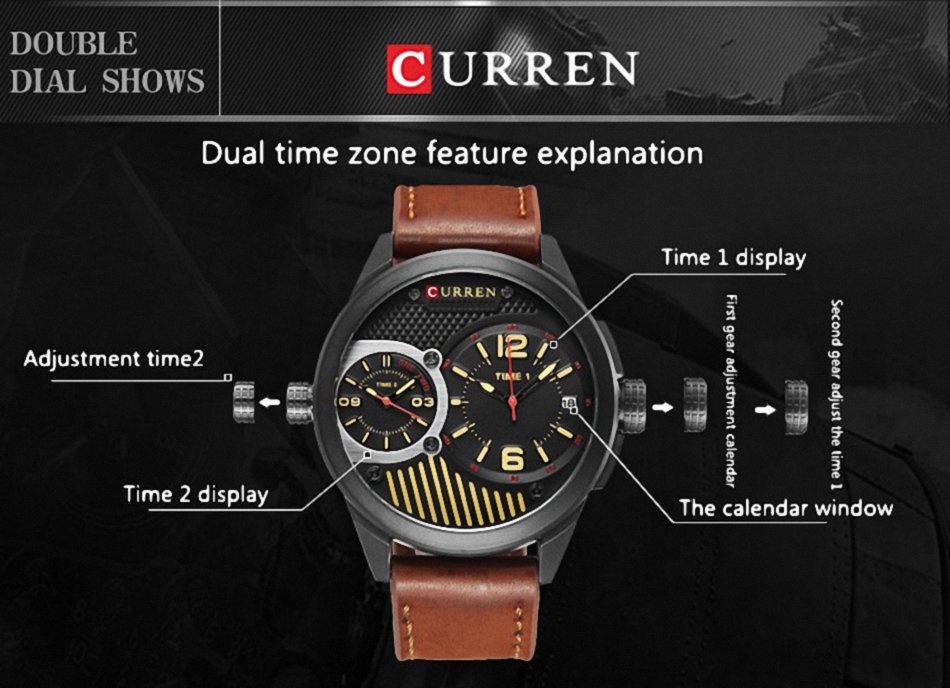 DOUBLE
DIAL SHOWS
CURREN
Dual time zone feature explanation
Time 1 display
CURREN
First gear adjustment calendar
Second gear adjust the time 1
12
TIME 1
Adjustment time2
TIME 2
09
03
18
6
Time 2 display
The calendar window